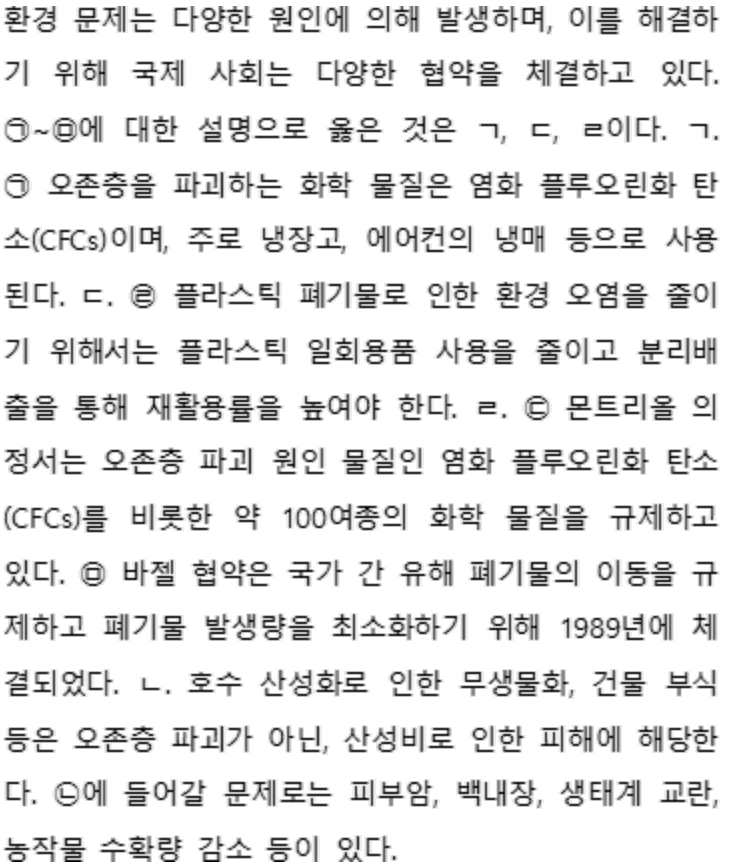 환경 문제는 다양한 원인에 의해 발생하며, 이를 해결하
기 위해 국제 사회는 다양한 협약을 체결하고 있다.
㉠~㉤에 대한 설명으로 옳은 것은 ㄱ, ㄷ, ㄹ이다. ㄱ.
㉠ 오존층을 파괴하는 화학 물질은 염화 플루오린화 탄
소(CFCs)이며, 주로 냉장고, 에어컨의 냉매 등으로 사용
된다. ㄷ. ㉣ 플라스틱 폐기물로 인한 환경 오염을 줄이
기 위해서는 플라스틱 일회용품 사용을 줄이고 분리배
출을 통해 재활용률을 높여야 한다. ㄹ. ㉢ 몬트리올 의
정서는 오존층 파괴 원인 물질인 염화 플루오린화 탄소
(CFCs)를 비롯한 약 100여종의 화학 물질을 규제하고
있다. ㉤ 바젤 협약은 국가 간 유해 폐기물의 이동을 규
제하고 폐기물 발생량을 최소화하기 위해 1989년에 체
결되었다. ㄴ. 호수 산성화로 인한 무생물화, 건물 부식
등은 오존층 파괴가 아닌, 산성비로 인한 피해에 해당한
다. ㉡에 들어갈 문제로는 피부암, 백내장, 생태계 교란,
농작물 수확량 감소 등이 있다.